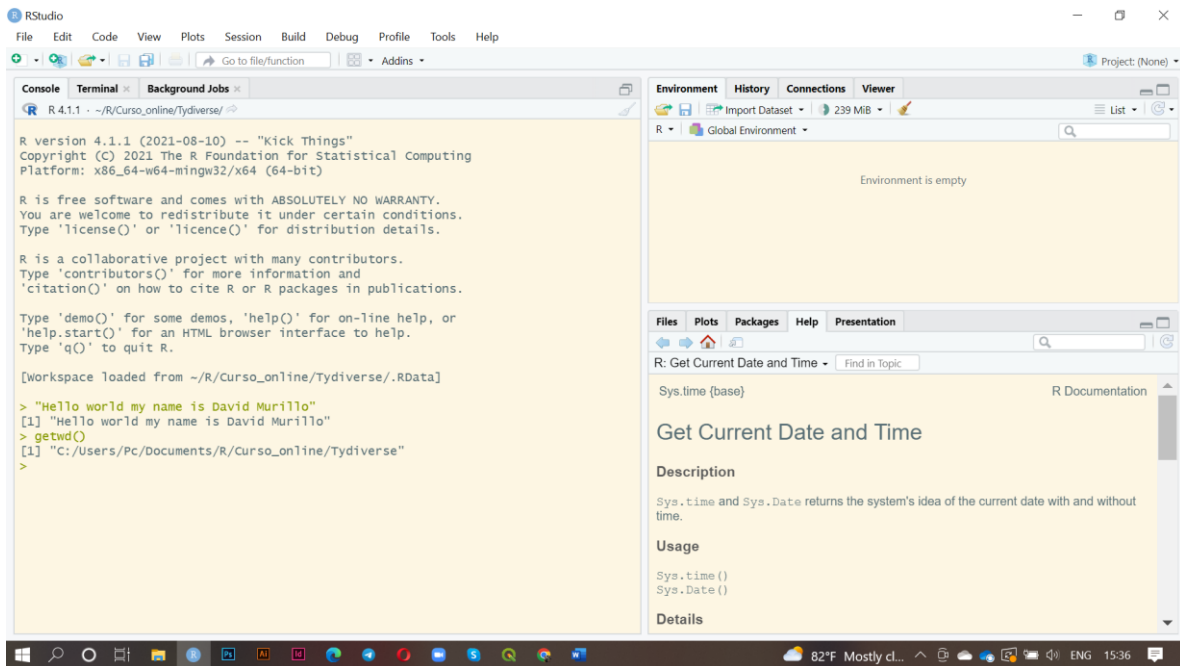 RStudio
File Edit Code View Plots Session Build Debug Profile Tools Help
Go to file/function Addins Project: (None)
Console Terminal Background Jobs
R 4.1.1 · ~/R/Curso_online/Tydiverse/
R version 4.1.1 (2021-08-10) -- "Kick Things"
Copyright (C) 2021 The R Foundation for Statistical Computing
Platform: x86_64-w64-mingw32/x64 (64-bit)
R is free software and comes with ABSOLUTELY NO WARRANTY.
You are welcome to redistribute it under certain conditions.
Type 'license()' or 'licence()' for distribution details.
R is a collaborative project with many contributors.
Type 'contributors()' for more information and
'citation()' on how to cite R or R packages in publications.
Type 'demo()' for some demos, 'help()' for on-line help, or
'help.start()' for an HTML browser interface to help.
Type 'q()' to quit R.
[Workspace loaded from ~/R/Curso_online/Tydiverse/.RData]
> "Hello world my name is David Murillo"
[1] "Hello world my name is David Murillo"
> getwd()
[1] "C:/Users/Pc/Documents/R/Curso_online/Tydiverse"
>
Environment History Connections Viewer
Import Dataset 239 MiB List
R Global Environment
Environment is empty
Files Plots Packages Help Presentation
R: Get Current Date and Time Find in Topic
Sys.time {base} R Documentation
Get Current Date and Time
Description
Sys.time and Sys.Date returns the system's idea of the current date with and without
time.
Usage
Sys.time()
Sys.Date()
Details
R Ps Ai Id S W 82°F Mostly cl... ENG 15:36